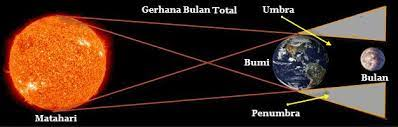 Gerhana Bulan Total
Umbra
Bumi
Bulan
Matahari
Penumbra